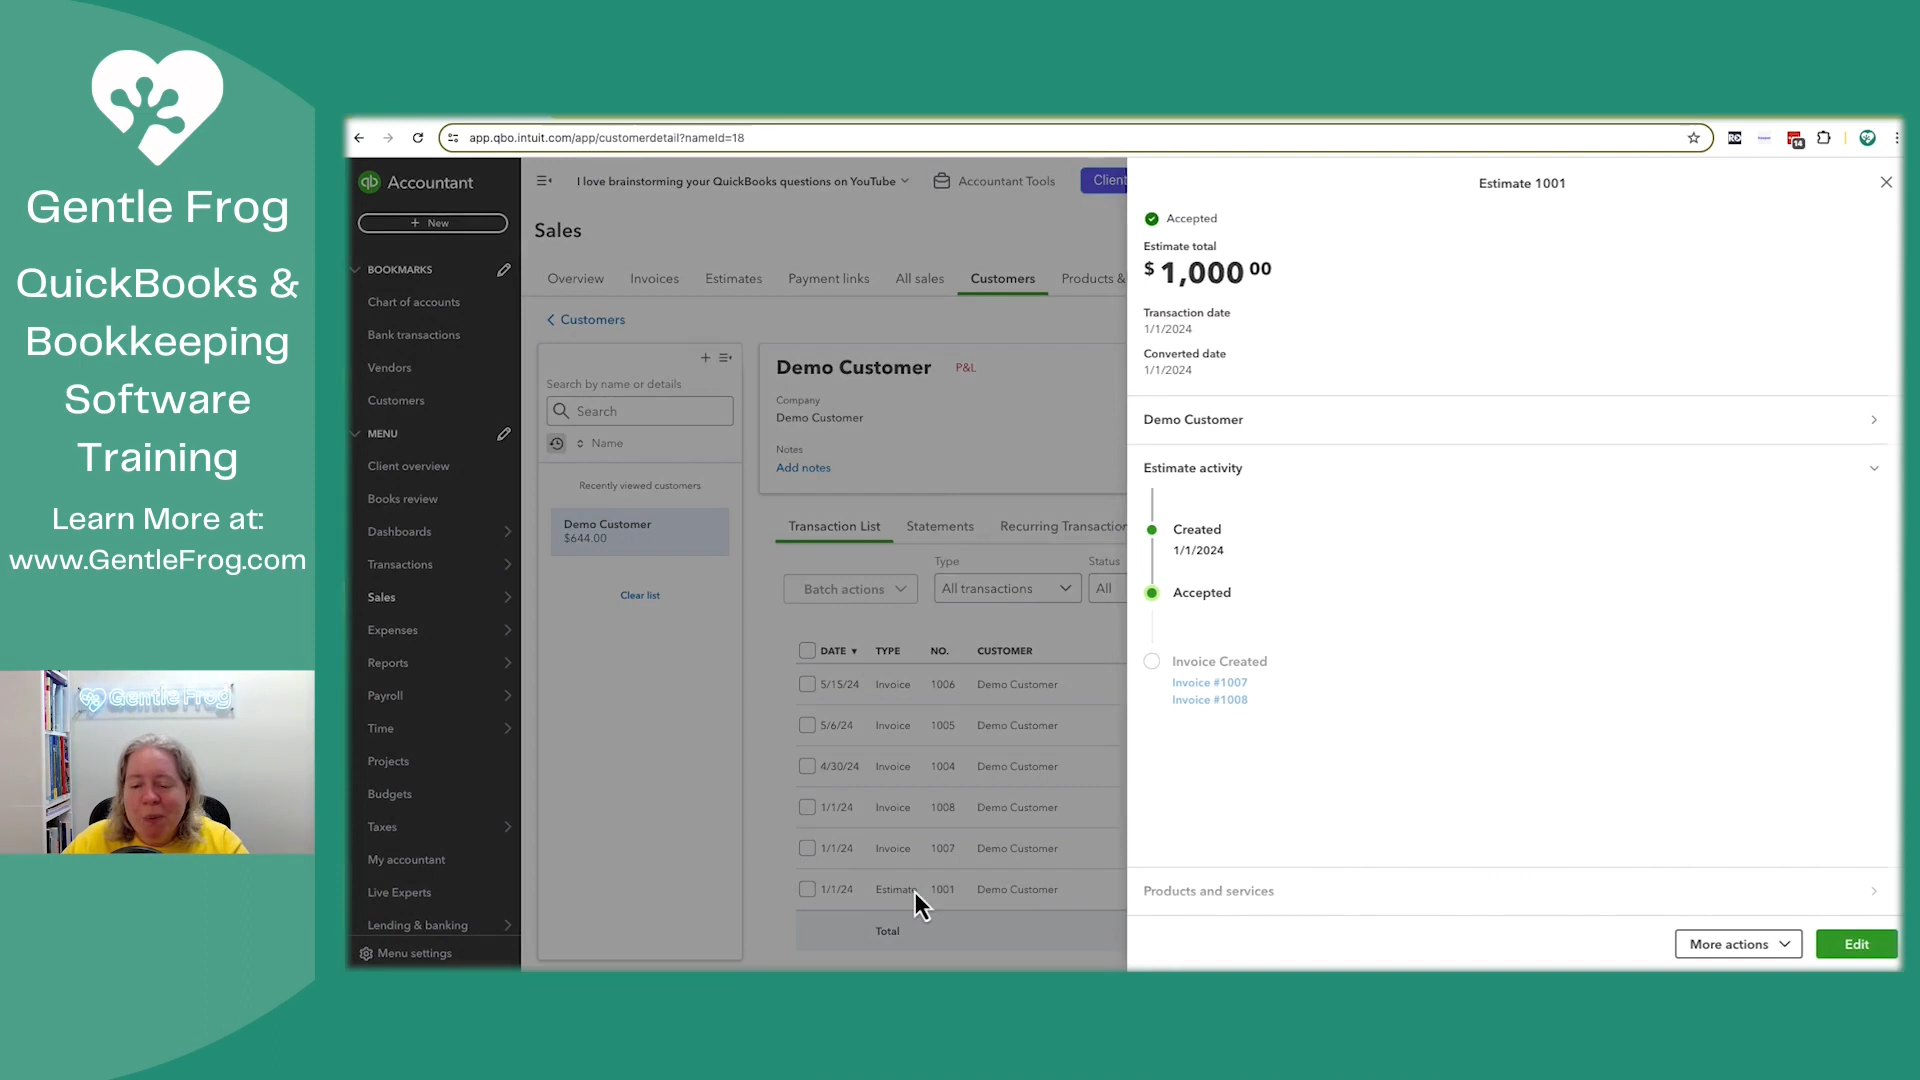 Gentle Frog
QuickBooks &
Bookkeeping
Software
Training
Learn More at:
www.GentleFrog.com
Gentle Frog
app.qbo.intuit.com/app/customerdetail?nameId=18
14
qb Accountant
+ New
BOOKMARKS
Chart of accounts
Bank transactions
Vendors
Customers
MENU
Client overview
Books review
Dashboards
Transactions
Sales
Expenses
Reports
Payroll
Time
Projects
Budgets
Taxes
My accountant
Live Experts
Lending & banking
Menu settings
I love brainstorming your QuickBooks questions on YouTube
Accountant Tools
Client
Sales
Overview
Invoices
Estimates
Payment links
All sales
Customers
Products &
Customers
Search by name or details
Search
Name
Recently viewed customers
Demo Customer
$644.00
Clear list
Demo Customer P&L
Company
Demo Customer
Notes
Add notes
Transaction List
Statements
Recurring Transaction
Type
Status
Batch actions
All transactions
All
DATE TYPE NO. CUSTOMER
5/15/24 Invoice 1006 Demo Customer
5/6/24 Invoice 1005 Demo Customer
4/30/24 Invoice 1004 Demo Customer
1/1/24 Invoice 1008 Demo Customer
1/1/24 Invoice 1007 Demo Customer
1/1/24 Estimate 1001 Demo Customer
Total
Estimate 1001
Accepted
Estimate total
$1,000 00
Transaction date
1/1/2024
Converted date
1/1/2024
Demo Customer
Estimate activity
Created
1/1/2024
Accepted
Invoice Created
Invoice #1007
Invoice #1008
Products and services
More actions
Edit